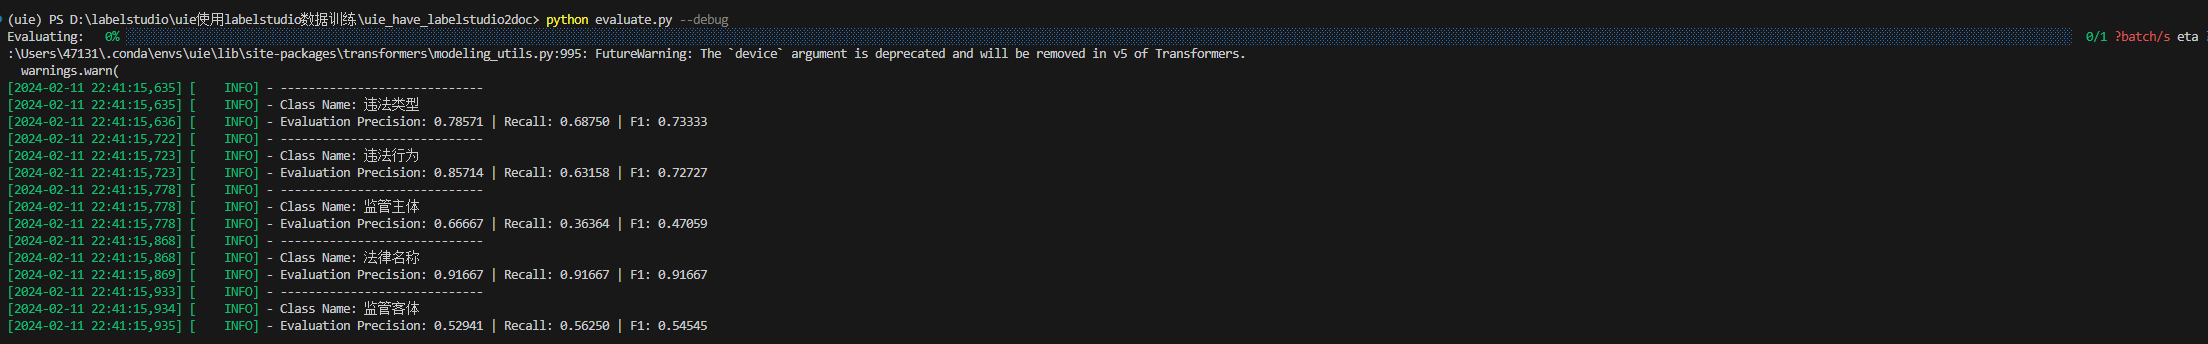 (uie) PS D:\labelstudio\uie使用labelstudio数据训练\uie_have_labelstudio2doc> python evaluate.py --debug
Evaluating:   0% 0/1 ?batch/s eta ?
:\Users\47131\.conda\envs\uie\lib\site-packages\transformers\modeling_utils.py:995: FutureWarning: The `device` argument is deprecated and will be removed in v5 of Transformers.
  warnings.warn(
[2024-02-11 22:41:15,635] [    INFO] - -----------------------------
[2024-02-11 22:41:15,635] [    INFO] - Class Name: 违法类型
[2024-02-11 22:41:15,636] [    INFO] - Evaluation Precision: 0.78571 | Recall: 0.68750 | F1: 0.73333
[2024-02-11 22:41:15,722] [    INFO] - -----------------------------
[2024-02-11 22:41:15,723] [    INFO] - Class Name: 违法行为
[2024-02-11 22:41:15,723] [    INFO] - Evaluation Precision: 0.85714 | Recall: 0.63158 | F1: 0.72727
[2024-02-11 22:41:15,778] [    INFO] - -----------------------------
[2024-02-11 22:41:15,778] [    INFO] - Class Name: 监管主体
[2024-02-11 22:41:15,778] [    INFO] - Evaluation Precision: 0.66667 | Recall: 0.36364 | F1: 0.47059
[2024-02-11 22:41:15,868] [    INFO] - -----------------------------
[2024-02-11 22:41:15,868] [    INFO] - Class Name: 法律名称
[2024-02-11 22:41:15,869] [    INFO] - Evaluation Precision: 0.91667 | Recall: 0.91667 | F1: 0.91667
[2024-02-11 22:41:15,933] [    INFO] - -----------------------------
[2024-02-11 22:41:15,934] [    INFO] - Class Name: 监管客体
[2024-02-11 22:41:15,935] [    INFO] - Evaluation Precision: 0.52941 | Recall: 0.56250 | F1: 0.54545